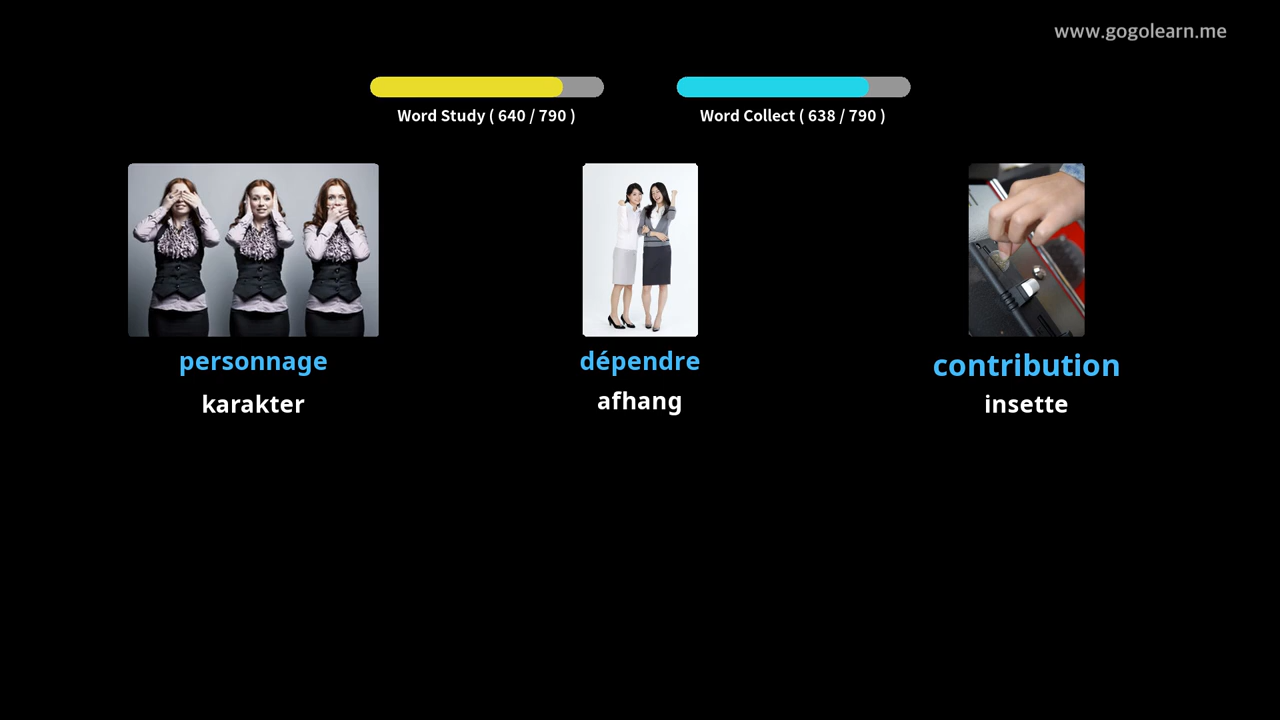 www.gogolearn.me
Word Study ( 640 / 790 )
Word Collect ( 638 / 790 )
personnage
karakter
dépendre
afhang
contribution
insette